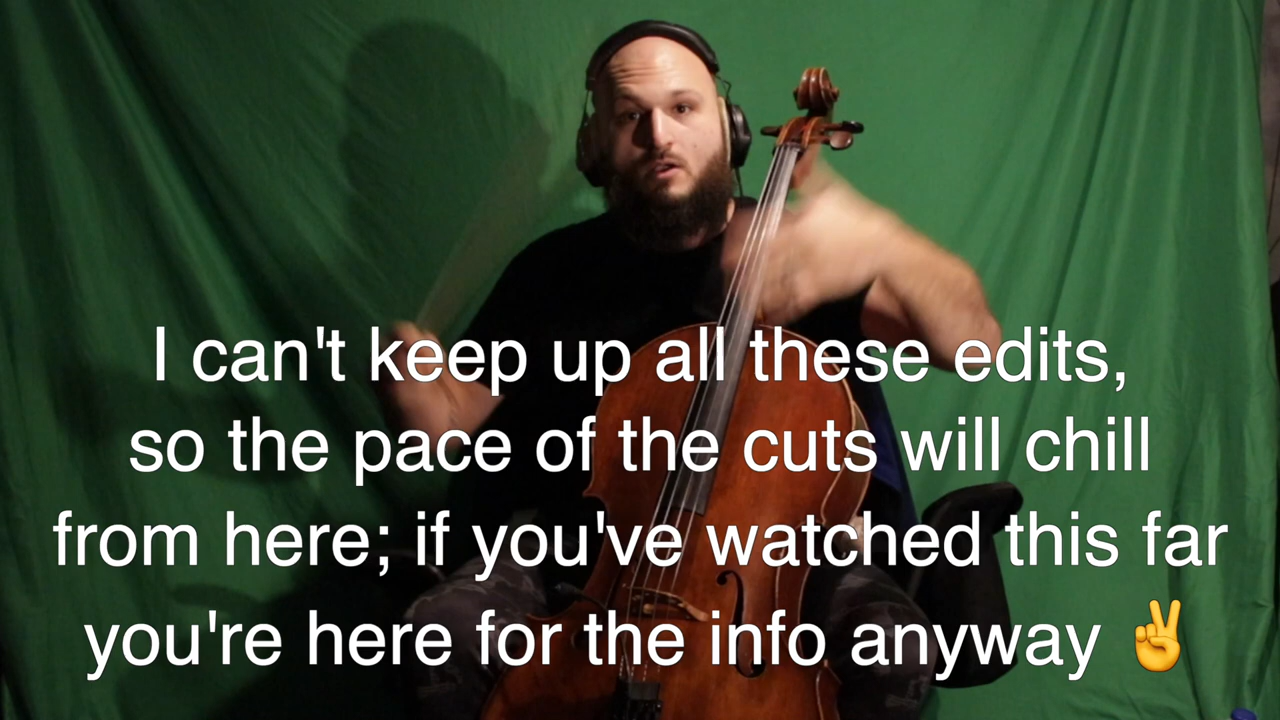 I can't keep up all these edits,
so the pace of the cuts will chill
from here; if you've watched this far
you're here for the info anyway ✌️